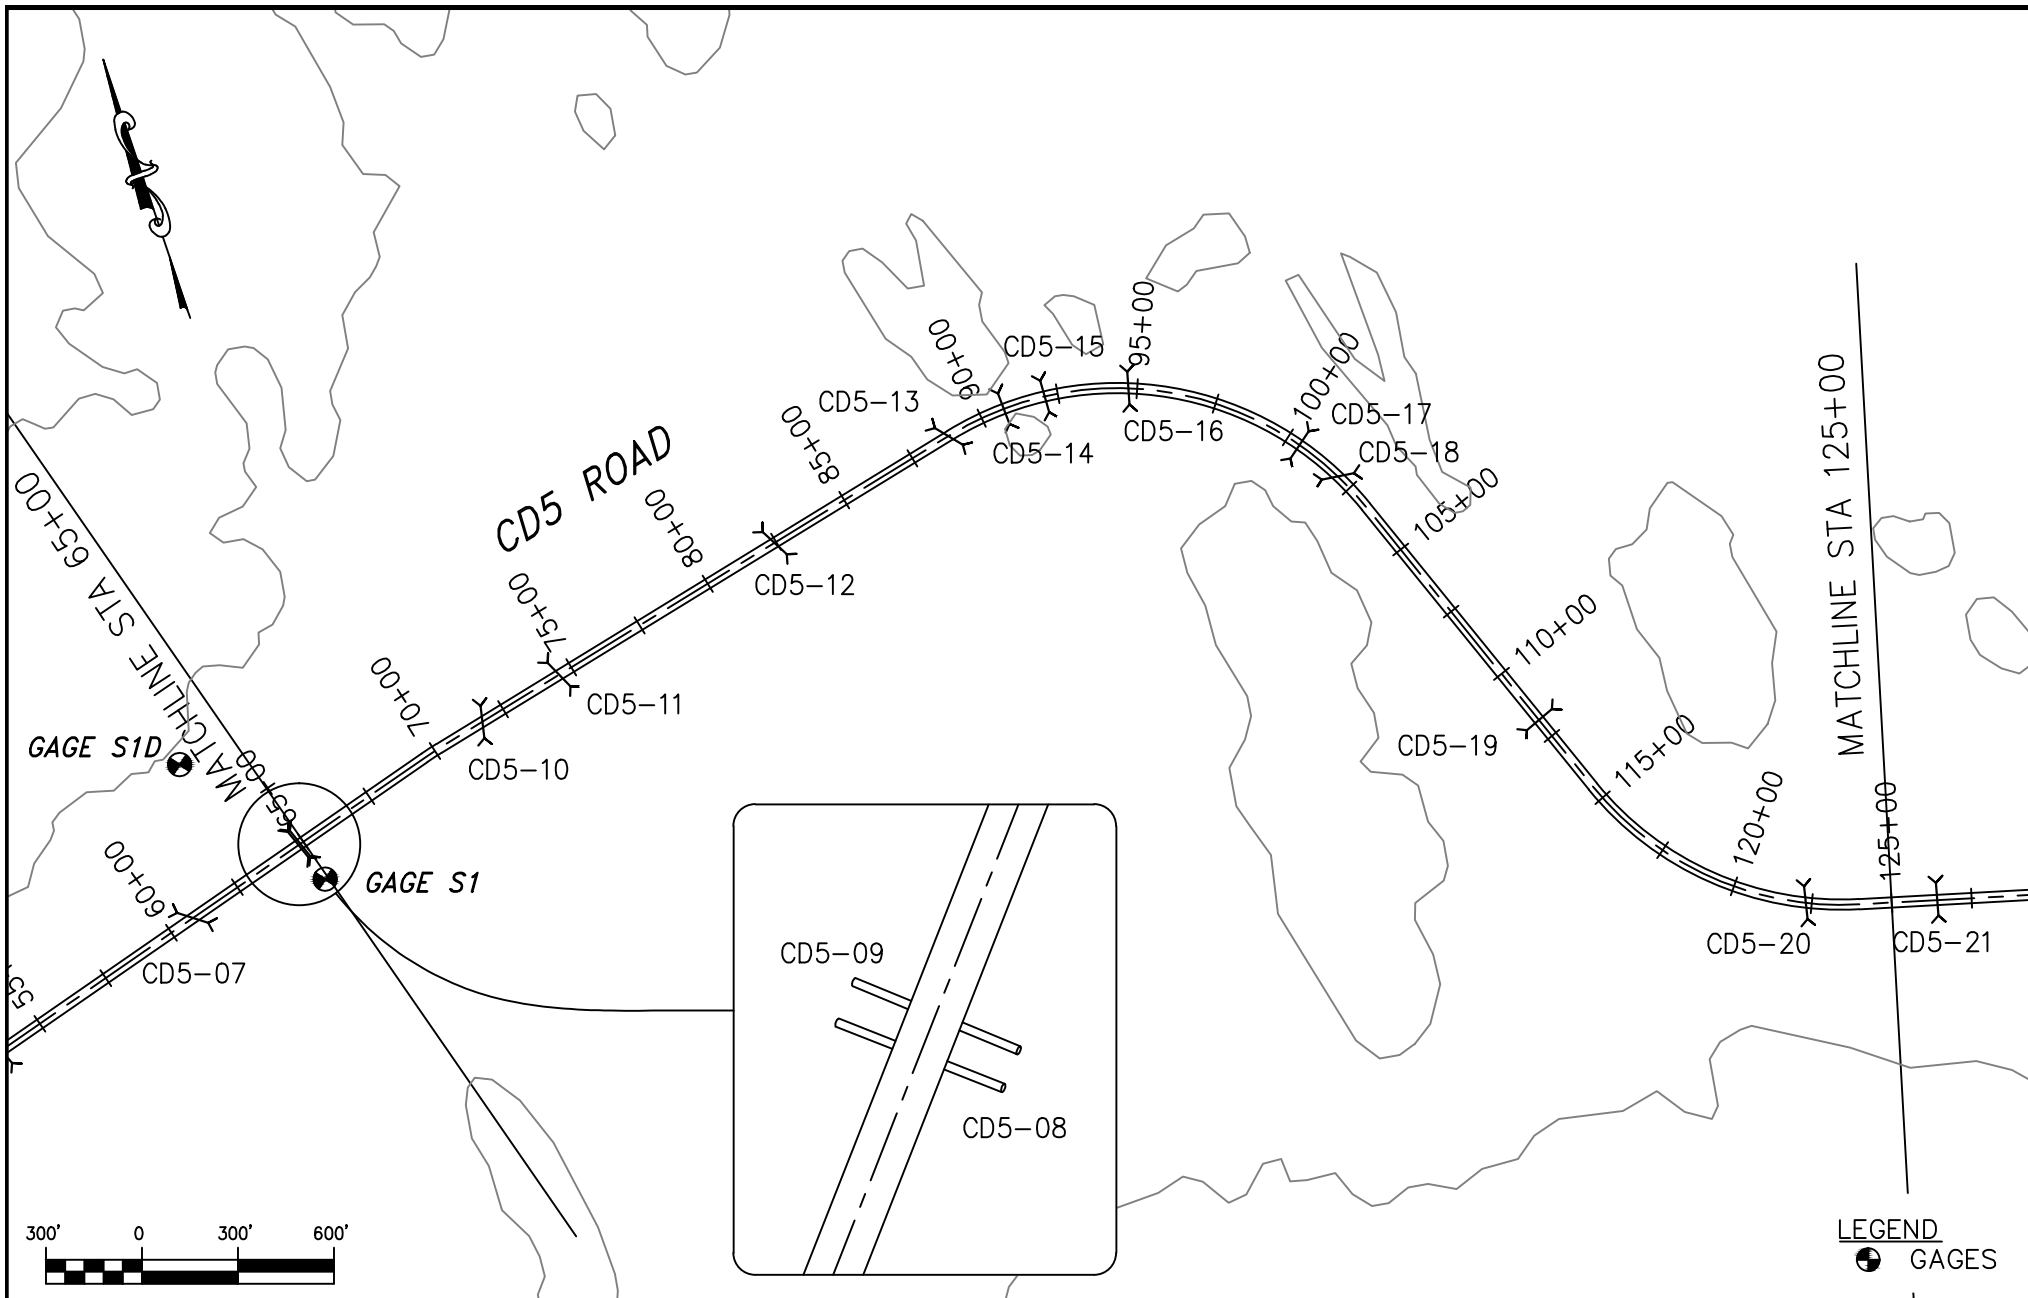 CD5 ROAD
MATCHLINE STA 65+00
MATCHLINE STA 125+00
60+00
65+00
70+00
75+00
80+00
85+00
90+00
95+00
100+00
105+00
110+00
115+00
120+00
125+00
CD5-07
CD5-10
CD5-11
CD5-12
CD5-13
CD5-14
CD5-15
CD5-16
CD5-17
CD5-18
CD5-19
CD5-20
CD5-21
GAGE S1D
GAGE S1
CD5-09
CD5-08
300' 0 300' 600'
LEGEND
GAGES